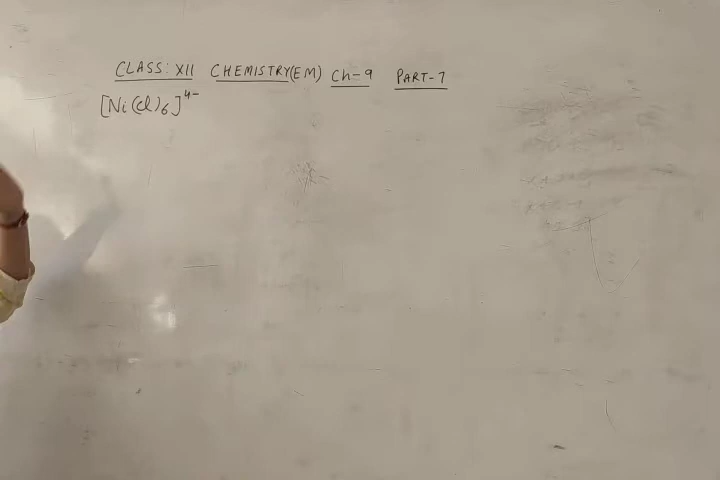 CLASS: XII CHEMISTRY(EM) Ch-9 PART-7
[Ni(Cl)6]4-